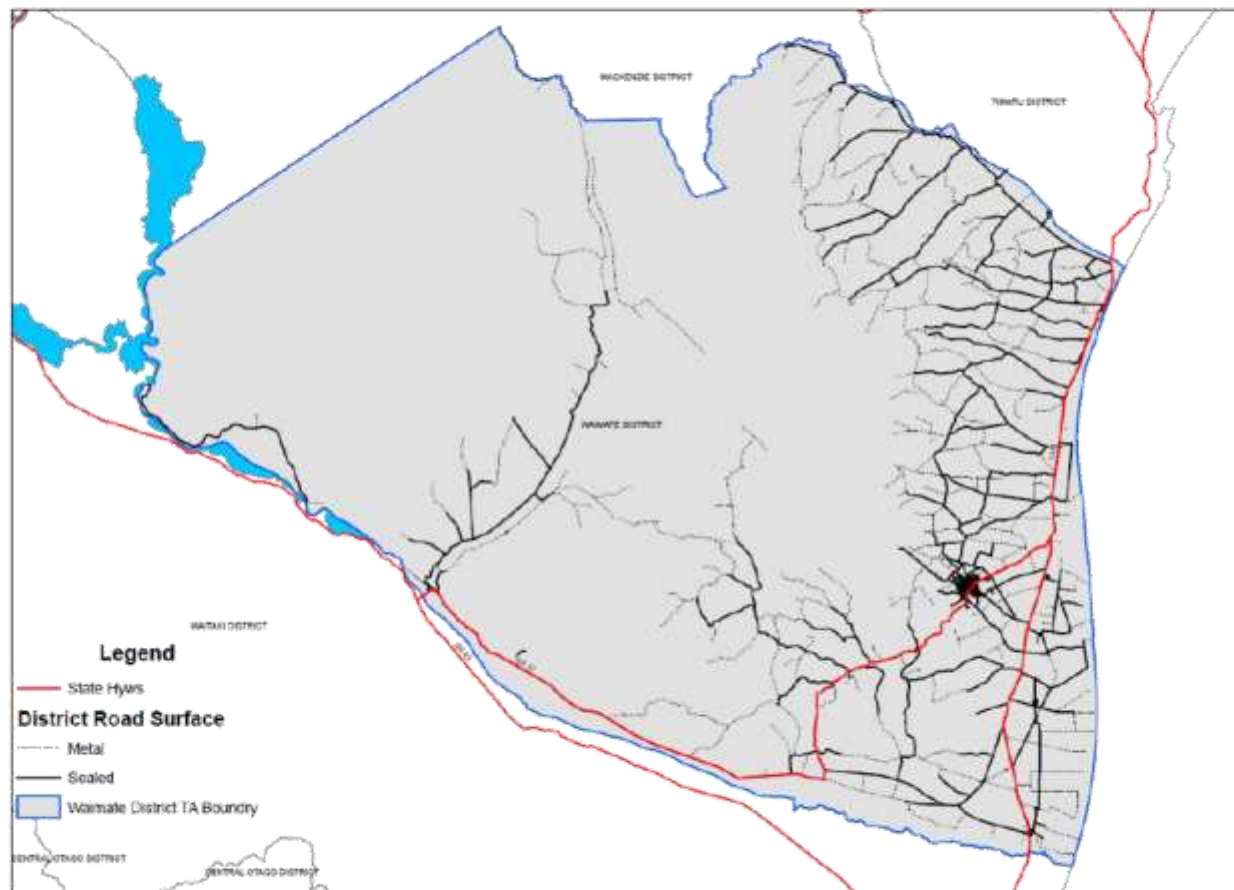 MACKENZIE DISTRICT
TIMARU DISTRICT
WAIMATE DISTRICT
WAITAKI DISTRICT
Legend
State Hyws
District Road Surface
Metal
Sealed
Waimate District TA Boundry
CENTRAL OTAGO DISTRICT
CENTRAL OTAGO DISTRICT